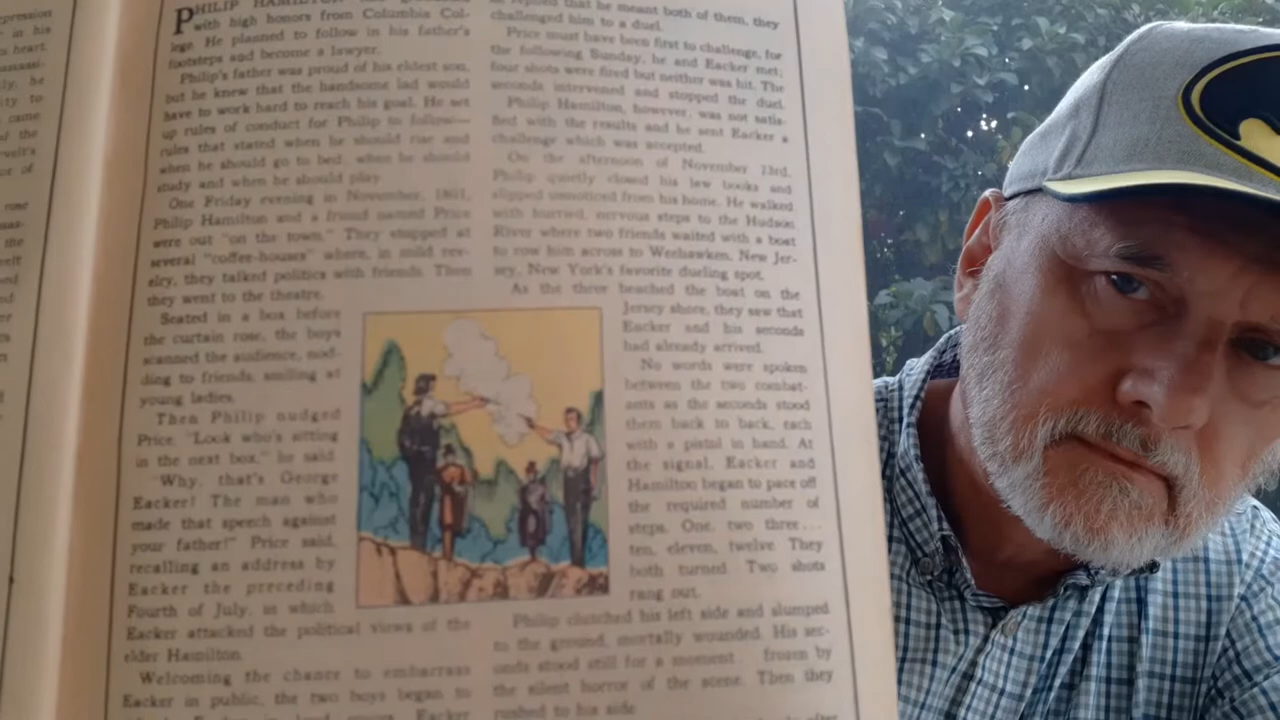 pression
in his
heart.
he
ity to
came
the
velt's
or of
rose
the
velt
PHILIP HAMILTON
with high honors from Columbia Col-
lege. He planned to follow in his father's
footsteps and become a lawyer.
Philip's father was proud of his eldest son,
but he knew that the handsome lad would
have to work hard to reach his goal. He set
up rules of conduct for Philip to follow—
rules that stated when he should rise and
when he should go to bed, when he should
study and when he should play.
One Friday evening in November, 1801,
Philip Hamilton and a friend named Price
were out "on the town." They stopped at
several "coffee-houses" where, in mild rev-
elry, they talked politics with friends. Then
they went to the theatre.
Seated in a box before
the curtain rose, the boys
scanned the audience, nod-
ding to friends, smiling at
young ladies.
Then Philip nudged
Price. "Look who's sitting
in the next box," he said.
"Why, that's George
Eacker! The man who
made that speech against
your father!" Price said,
recalling an address by
Eacker the preceding
Fourth of July, in which
Eacker attacked the political views of the
elder Hamilton.
Welcoming the chance to embarrass
Eacker in public, the two boys began to
Eacker
he replied that he meant both of them, they
challenged him to a duel.
Price must have been first to challenge, for
the following Sunday, he and Eacker met;
four shots were fired but neither was hit. The
seconds intervened and stopped the duel.
Philip Hamilton, however, was not satis-
fied with the results and he sent Eacker a
challenge which was accepted.
On the afternoon of November 23rd,
Philip quietly closed his law books and
slipped unnoticed from his home. He walked
with hurried, nervous steps to the Hudson
River where two friends waited with a boat
to row him across to Weehawken, New Jer-
sey, New York's favorite dueling spot.
As the three beached the boat on the
Jersey shore, they saw that
Eacker and his seconds
had already arrived.
No words were spoken
between the two combat-
ants as the seconds stood
them back to back, each
with a pistol in hand. At
the signal, Eacker and
Hamilton began to pace off
the required number of
steps. One, two three...
ten, eleven, twelve. They
both turned. Two shots
rang out.
Philip clutched his left side and slumped
to the ground, mortally wounded. His sec-
onds stood still for a moment frozen by
the silent horror of the scene. Then they
rushed to his side